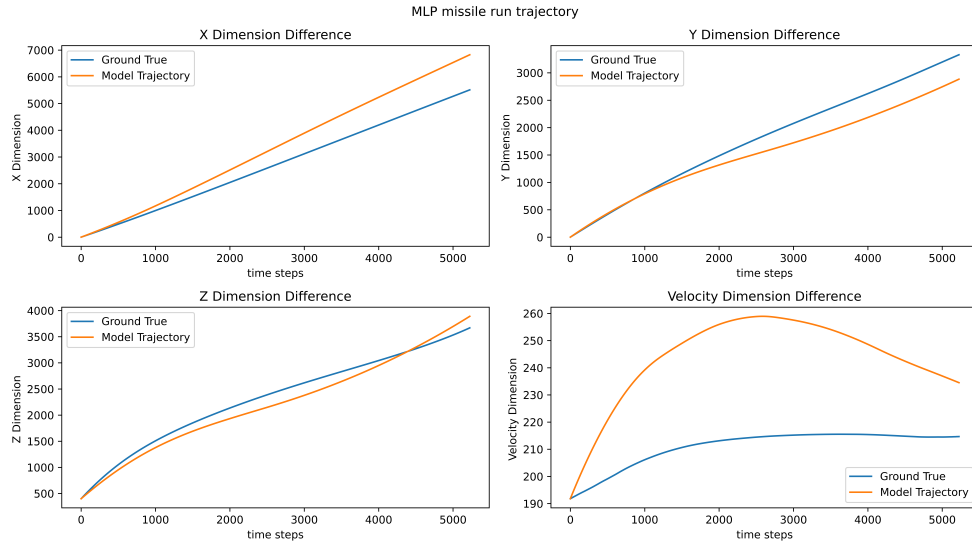 MLP missile run trajectory
X Dimension Difference
7000
6000
5000
4000
3000
2000
1000
0
X Dimension
Ground True
Model Trajectory
0 1000 2000 3000 4000 5000
time steps
Y Dimension Difference
3000
2500
2000
1500
1000
500
0
Y Dimension
Ground True
Model Trajectory
0 1000 2000 3000 4000 5000
time steps
Z Dimension Difference
4000
3500
3000
2500
2000
1500
1000
500
Z Dimension
Ground True
Model Trajectory
0 1000 2000 3000 4000 5000
time steps
Velocity Dimension Difference
260
250
240
230
220
210
200
190
Velocity Dimension
Ground True
Model Trajectory
0 1000 2000 3000 4000 5000
time steps